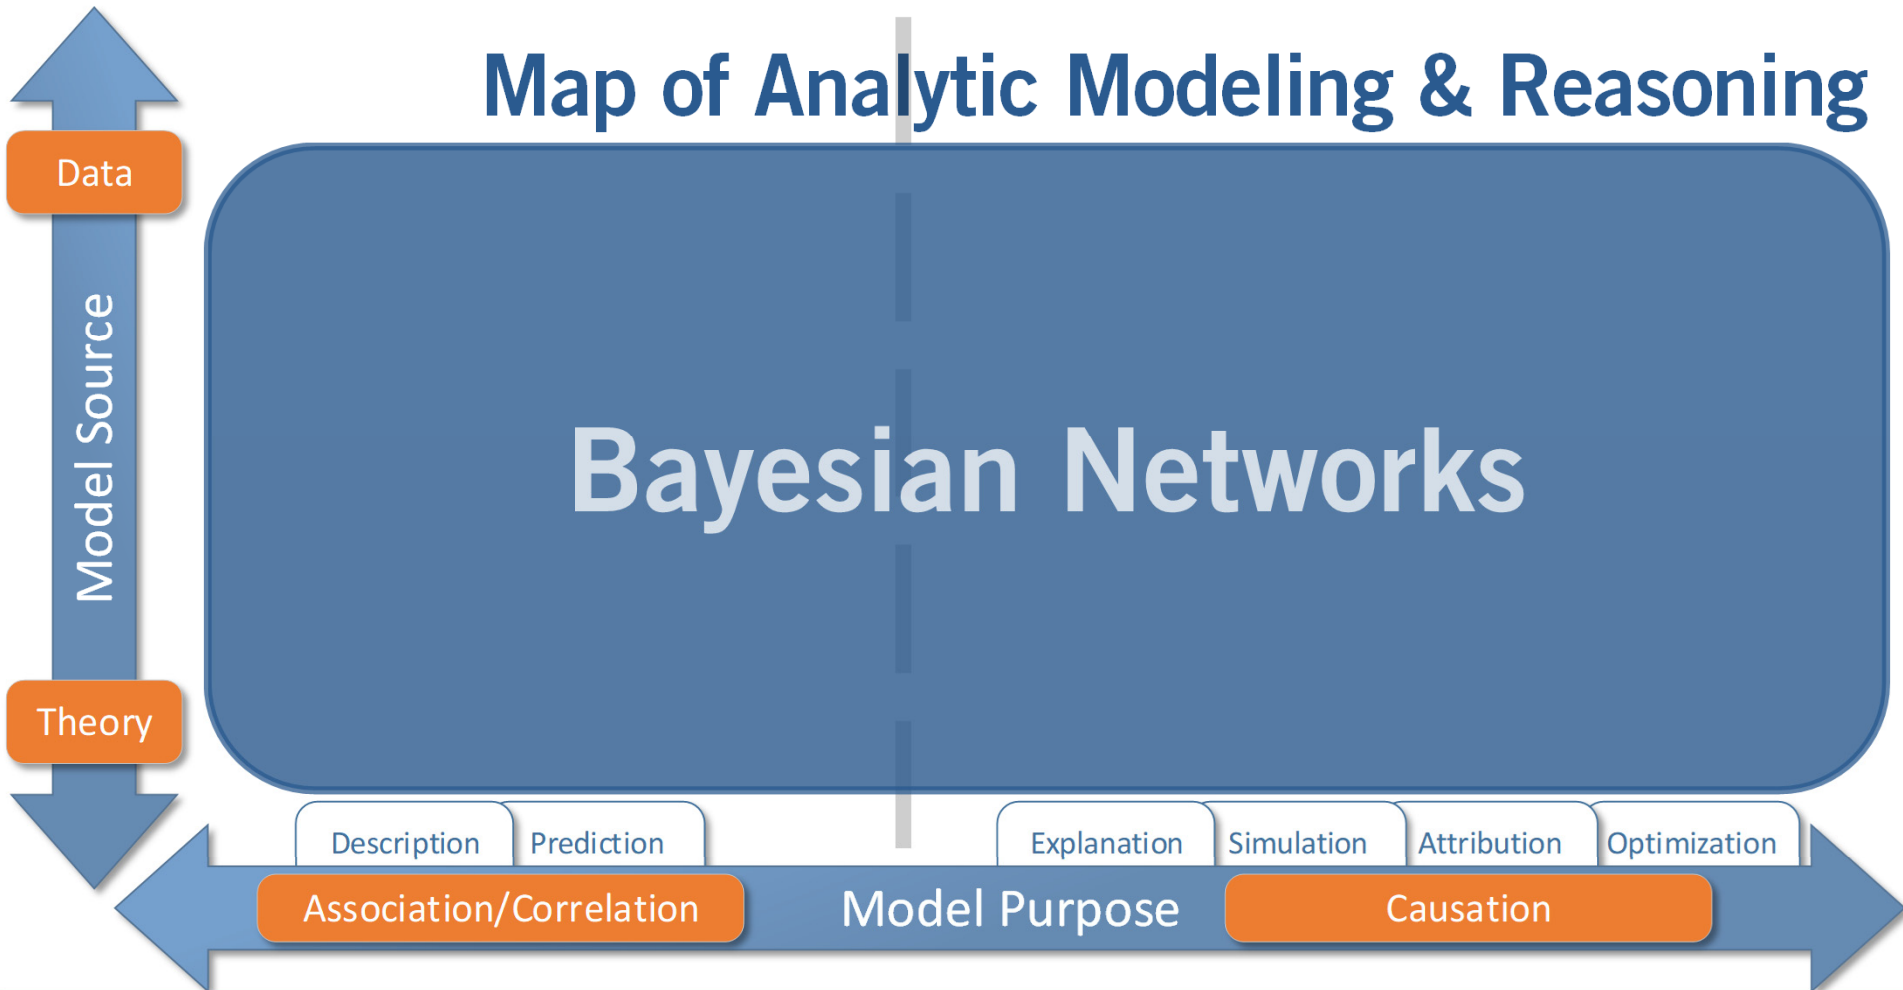 Map of Analytic Modeling & Reasoning
Data
Model Source
Theory
Bayesian Networks
Description
Prediction
Explanation
Simulation
Attribution
Optimization
Association/Correlation
Model Purpose
Causation